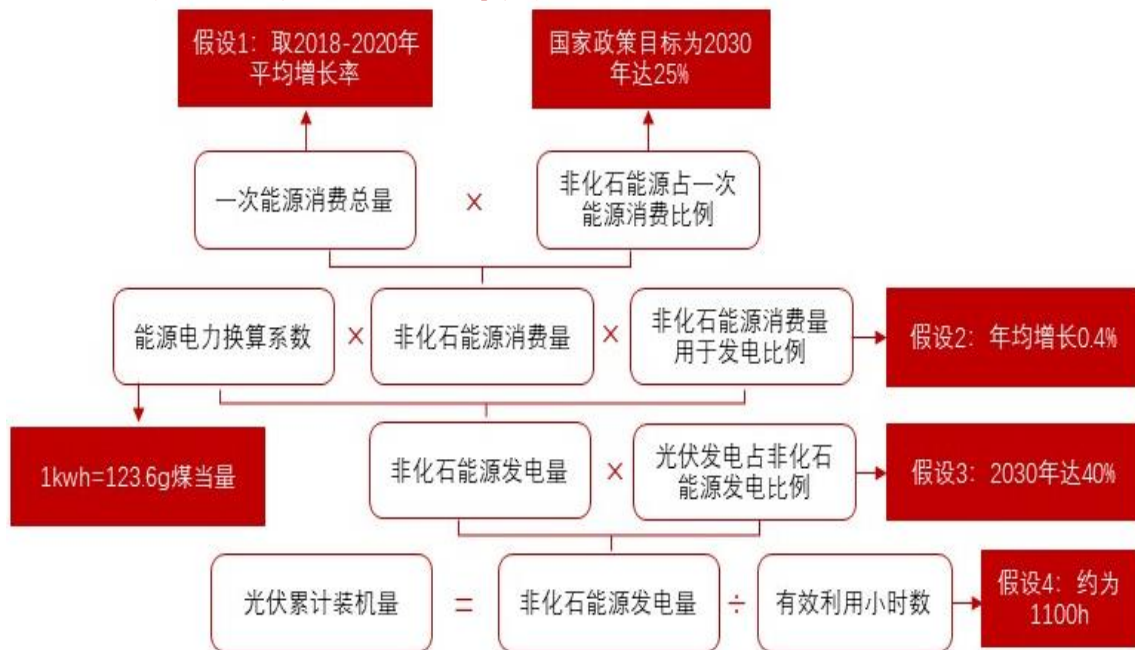 假设1：取2018-2020年
平均增长率
国家政策目标为2030
年达25%
一次能源消费总量
×
非化石能源占一次
能源消费比例
能源电力换算系数
×
非化石能源消费量
×
非化石能源消费量
用于发电比例
假设2：年均增长0.4%
1kwh=123.6g煤当量
非化石能源发电量
×
光伏发电占非化石
能源发电比例
假设3：2030年达40%
光伏累计装机量
=
非化石能源发电量
÷
有效利用小时数
假设4：约为
1100h